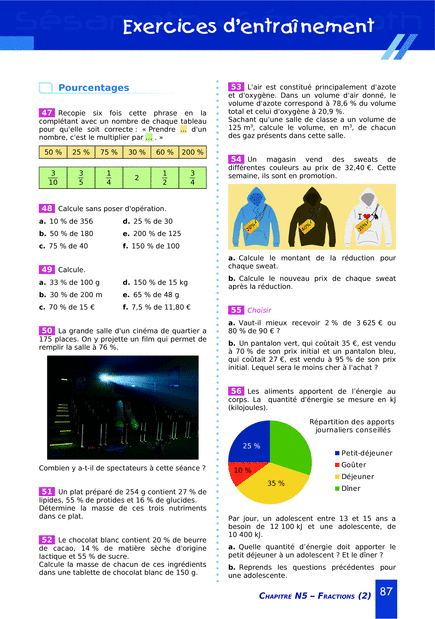 Exercices d'entraînement
Pourcentages
47 Recopie six fois cette phrase en la
complétant avec un nombre de chaque tableau
pour qu'elle soit correcte : « Prendre ... d'un
nombre, c'est le multiplier par ... . »
50 % 25 % 75 % 30 % 60 % 200 %
3/10 3/5 1/4 2 1/2 3/4
48 Calcule sans poser d'opération.
a. 10 % de 356 d. 25 % de 30
b. 50 % de 180 e. 200 % de 125
c. 75 % de 40 f. 150 % de 100
49 Calcule.
a. 33 % de 100 g d. 150 % de 15 kg
b. 30 % de 200 m e. 65 % de 48 g
c. 70 % de 15 € f. 7,5 % de 11,80 €
50 La grande salle d'un cinéma de quartier a
175 places. On y projette un film qui permet de
remplir la salle à 76 %.
Combien y a-t-il de spectateurs à cette séance ?
51 Un plat préparé de 254 g contient 27 % de
lipides, 55 % de protides et 16 % de glucides.
Détermine la masse de ces trois nutriments
dans ce plat.
52 Le chocolat blanc contient 20 % de beurre
de cacao, 14 % de matière sèche d'origine
lactique et 55 % de sucre.
Calcule la masse de chacun de ces ingrédients
dans une tablette de chocolat blanc de 150 g.
53 L'air est constitué principalement d'azote
et d'oxygène. Dans un volume d'air donné, le
volume d'azote correspond à 78,6 % du volume
total et celui d'oxygène à 20,9 %.
Sachant qu'une salle de classe a un volume de
125 m³, calcule le volume, en m³, de chacun
des gaz présents dans cette salle.
54 Un magasin vend des sweats de
différentes couleurs au prix de 32,40 €. Cette
semaine, ils sont en promotion.
a. Calcule le montant de la réduction pour
chaque sweat.
b. Calcule le nouveau prix de chaque sweat
après la réduction.
55 Choisir
a. Vaut-il mieux recevoir 2 % de 3 625 € ou
80 % de 90 € ?
b. Un pantalon vert, qui coûtait 35 €, est vendu
à 70 % de son prix initial et un pantalon bleu,
qui coûtait 27 €, est vendu à 95 % de son prix
initial. Lequel sera le moins cher à l'achat ?
56 Les aliments apportent de l'énergie au
corps. La quantité d'énergie se mesure en kJ
(kilojoules).
Répartition des apports
journaliers conseillés
25 %
10 %
35 %
Petit-déjeuner
Goûter
Déjeuner
Dîner
Par jour, un adolescent entre 13 et 15 ans a
besoin de 12 100 kJ et une adolescente, de
10 400 kJ.
a. Quelle quantité d'énergie doit apporter le
petit déjeuner à un adolescent ? Et le dîner ?
b. Reprends les questions précédentes pour
une adolescente.
CHAPITRE N5 – FRACTIONS (2) 87